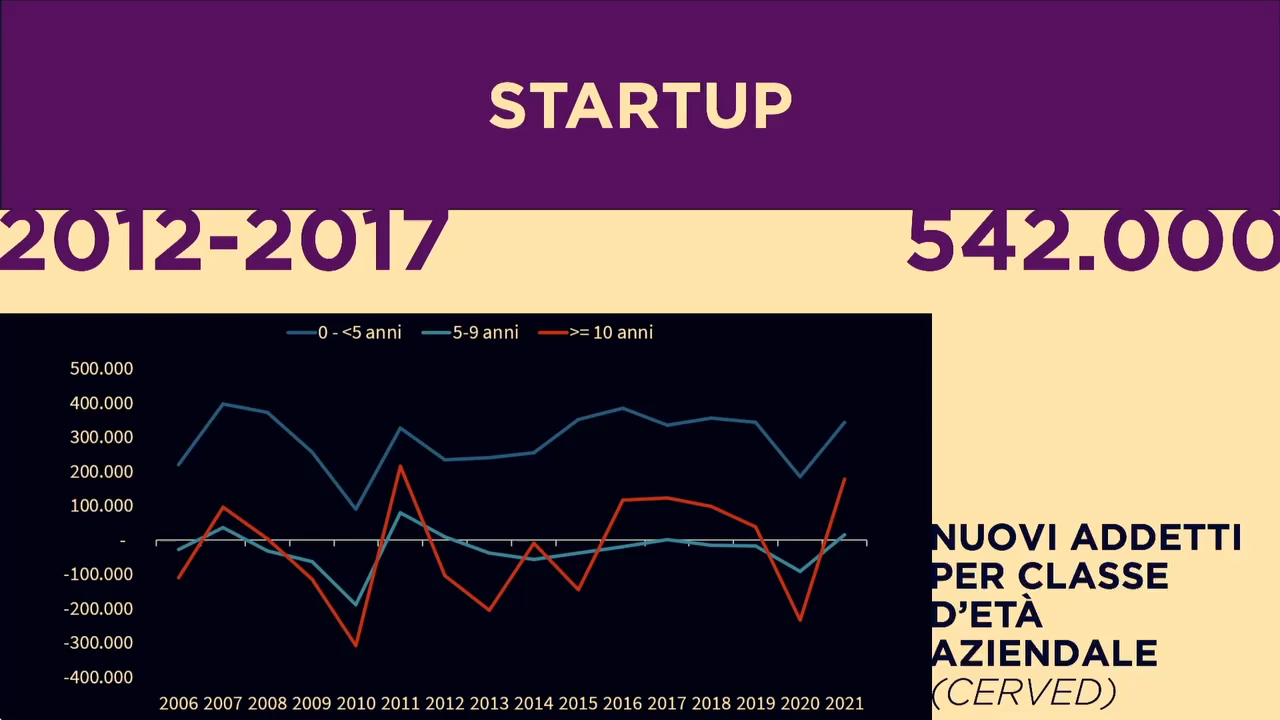 STARTUP
2012-2017 542.000
0 - <5 anni 5-9 anni >= 10 anni
500.000
400.000
300.000
200.000
100.000
-
-100.000
-200.000
-300.000
-400.000
2006 2007 2008 2009 2010 2011 2012 2013 2014 2015 2016 2017 2018 2019 2020 2021
NUOVI ADDETTI
PER CLASSE
D’ETÀ
AZIENDALE
(CERVED)